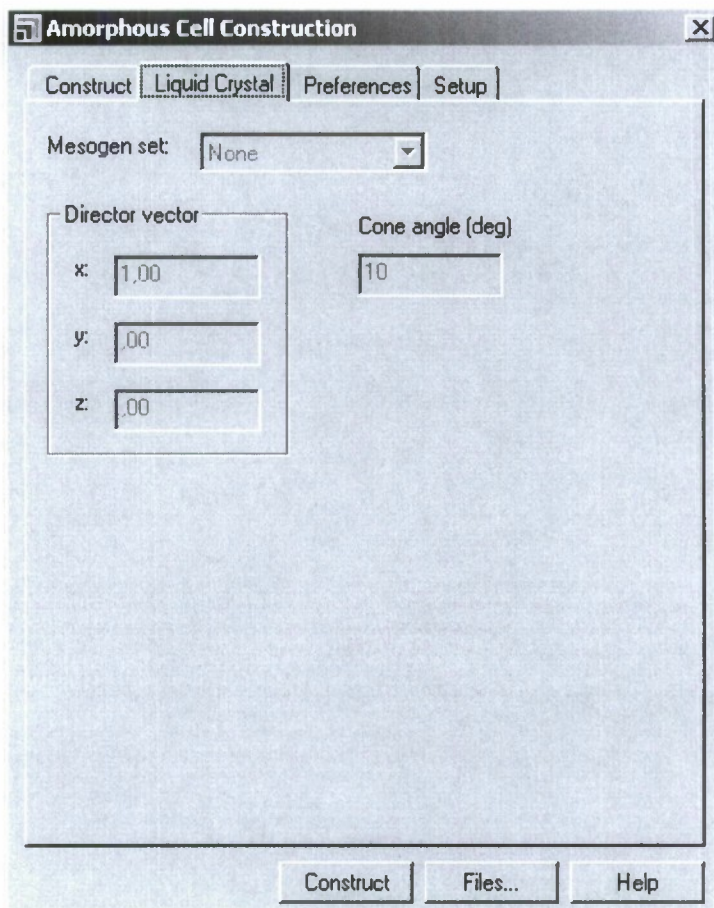 Amorphous Cell Construction
Construct Liquid Crystal Preferences Setup
Mesogen set: None
Director vector
x: 1,00
y: ,00
z: ,00
Cone angle (deg)
10
Construct Files... Help